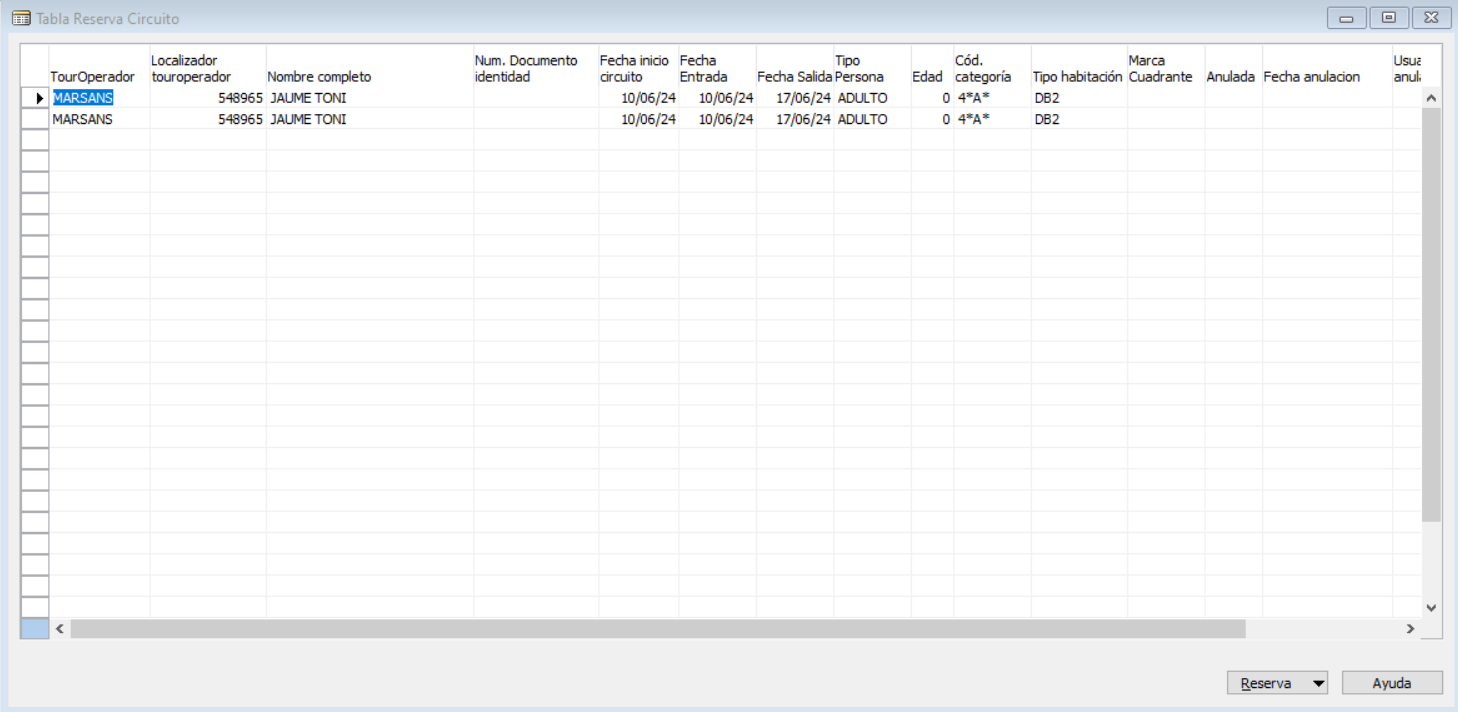 Tabla Reserva Circuito
TourOperador Localizador touroperador Nombre completo Num. Documento identidad Fecha inicio circuito Fecha Entrada Fecha Salida Tipo Persona Edad Cód. categoría Tipo habitación Marca Cuadrante Anulada Fecha anulacion Usua anula
MARSANS 548965 JAUME TONI 10/06/24 10/06/24 17/06/24 ADULTO 0 4*A* DB2
MARSANS 548965 JAUME TONI 10/06/24 10/06/24 17/06/24 ADULTO 0 4*A* DB2
Reserva Ayuda